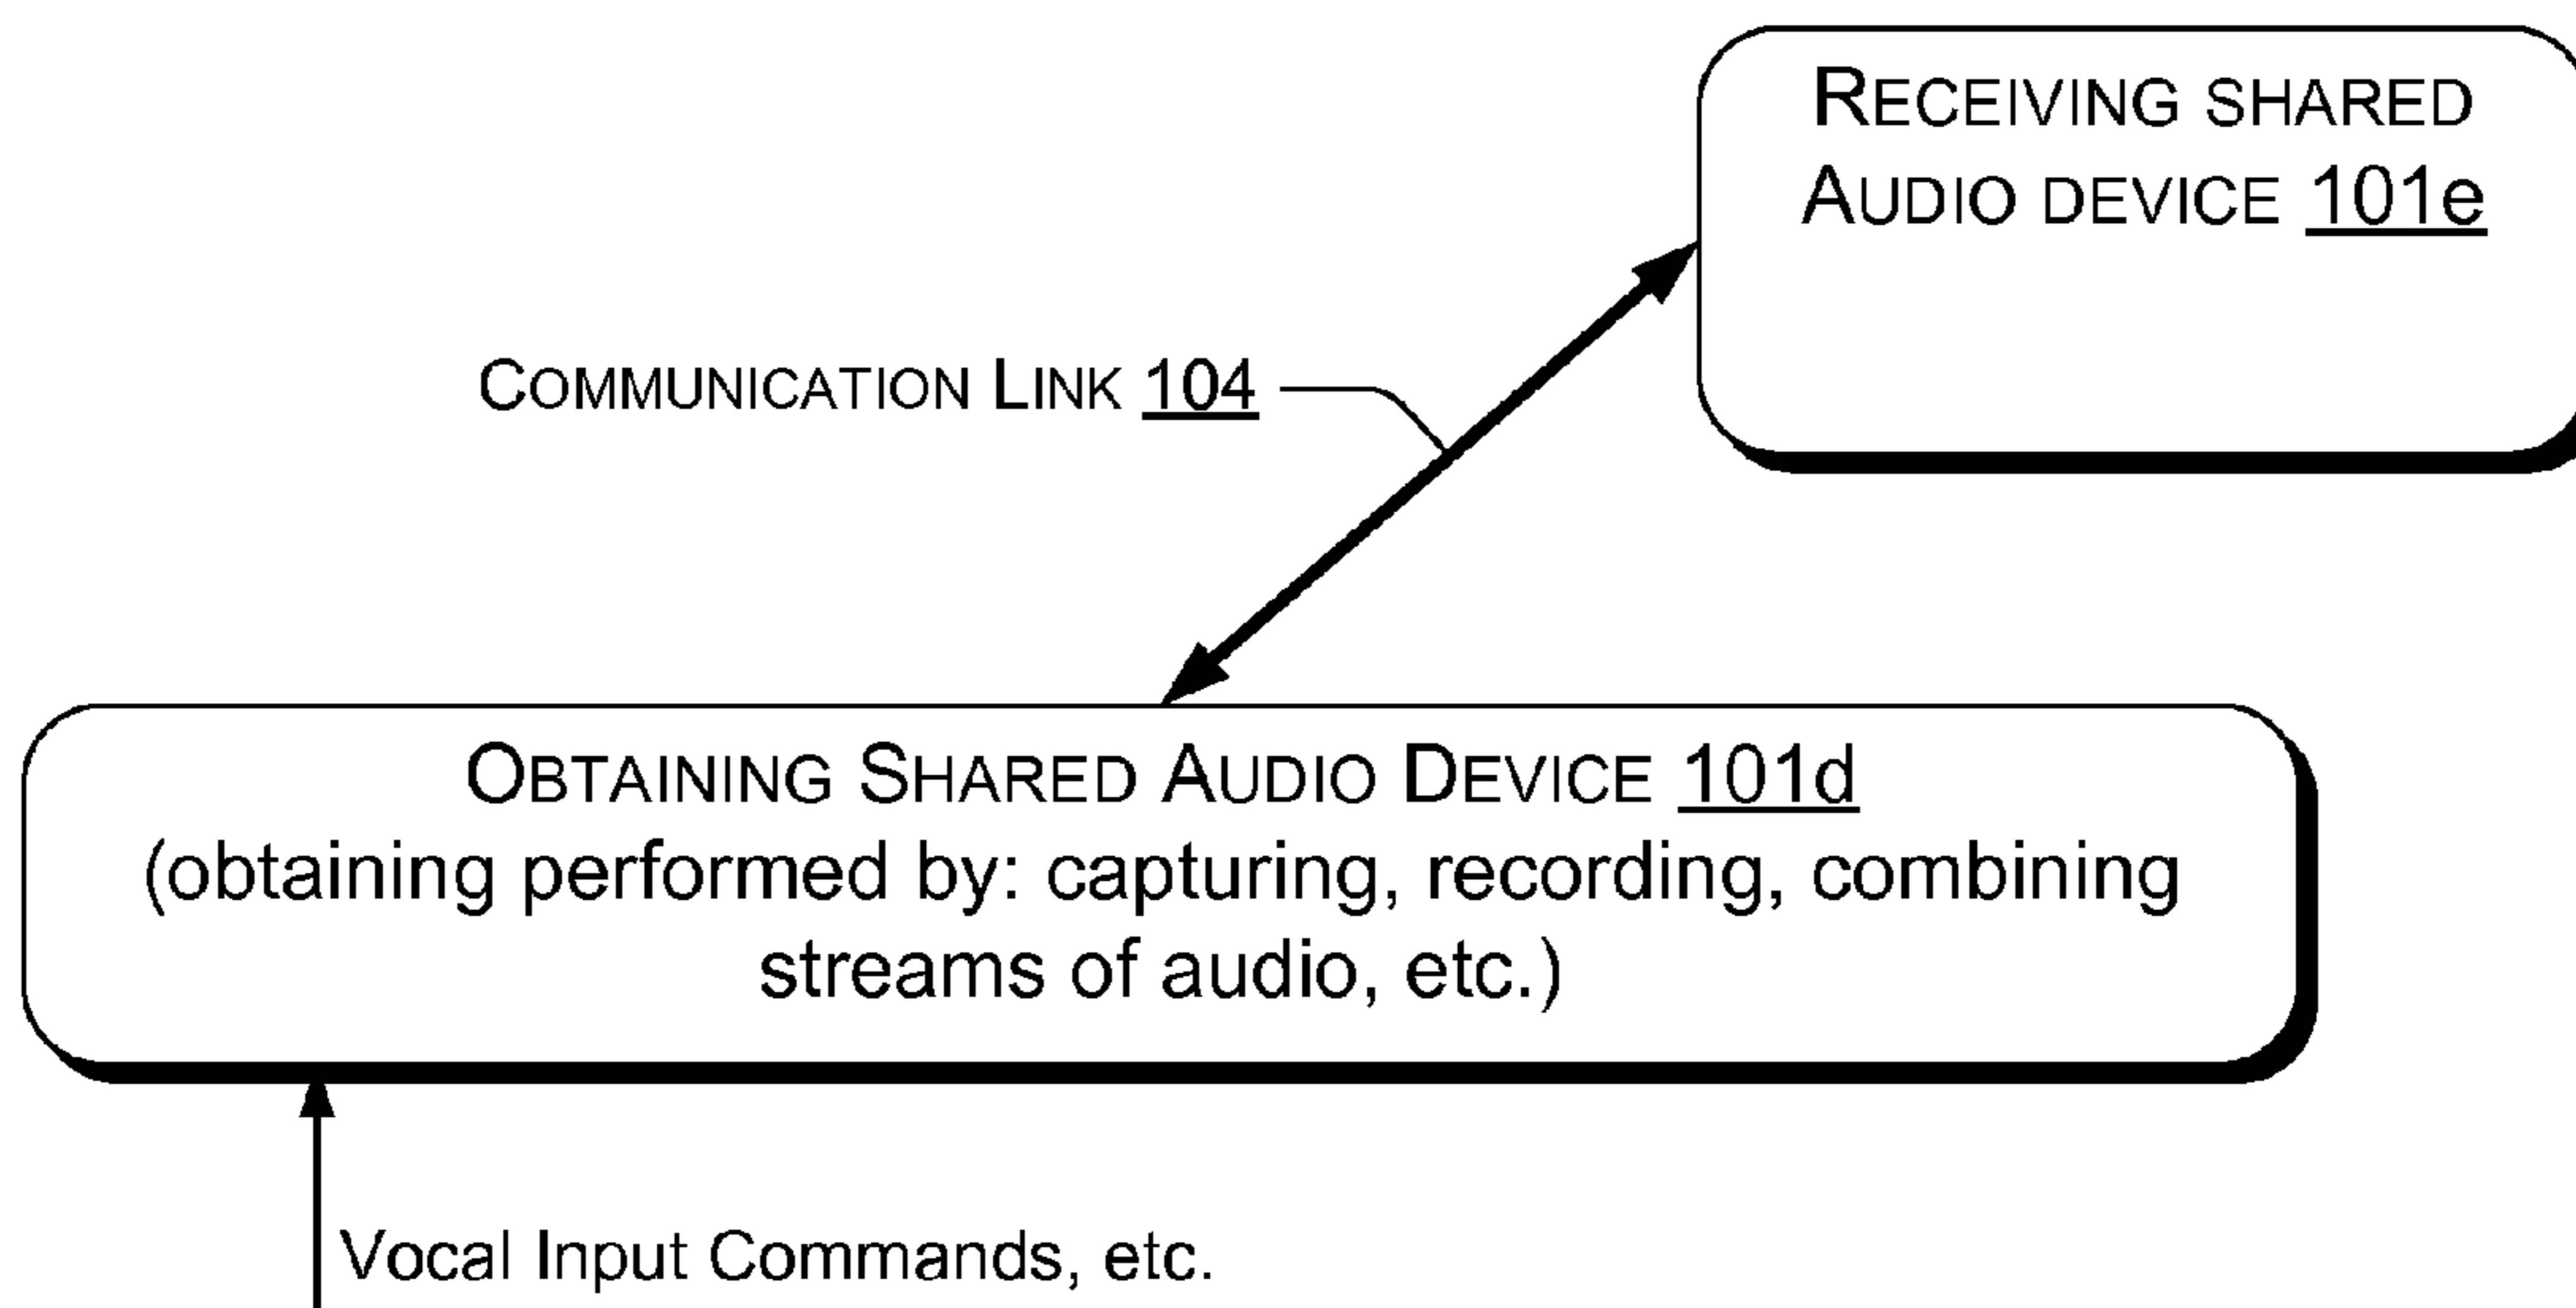 RECEIVING SHARED
AUDIO DEVICE 101e
COMMUNICATION LINK 104
OBTAINING SHARED AUDIO DEVICE 101d
(obtaining performed by: capturing, recording, combining
streams of audio, etc.)
Vocal Input Commands, etc.